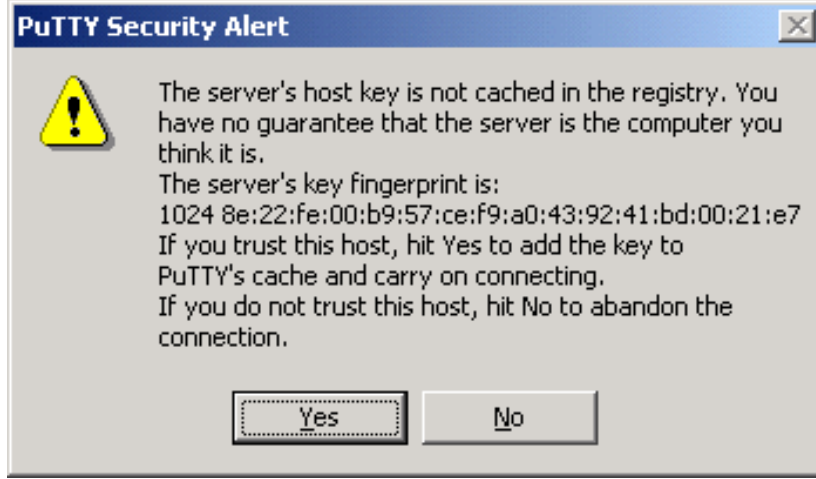 PuTTY Security Alert
The server's host key is not cached in the registry. You
have no guarantee that the server is the computer you
think it is.
The server's key fingerprint is:
1024 8e:22:fe:00:b9:57:ce:f9:a0:43:92:41:bd:00:21:e7
If you trust this host, hit Yes to add the key to
PuTTY's cache and carry on connecting.
If you do not trust this host, hit No to abandon the
connection.
Yes No